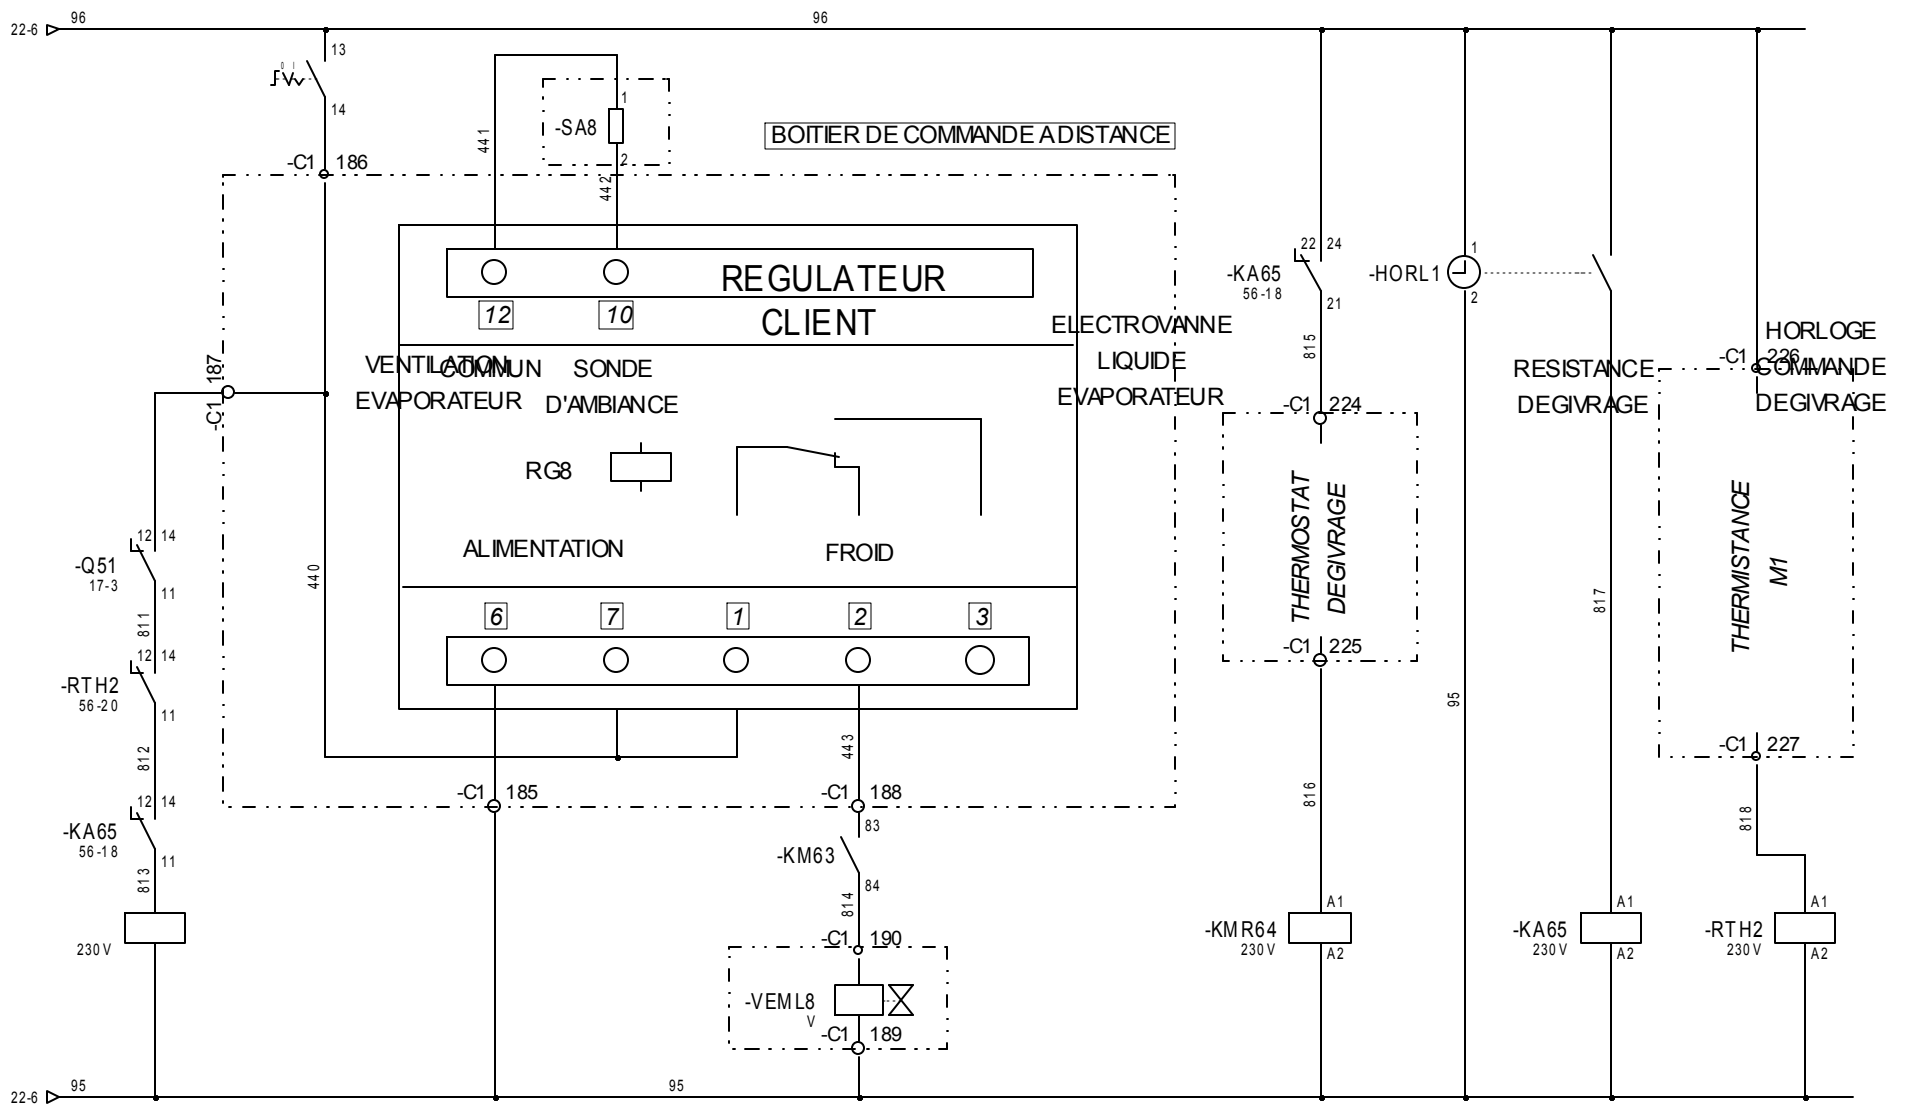 96
96
22-6
13
0 I
14
-C1 186
441
1
-SA8
2
442
BOITIER DE COMMANDE A DISTANCE
REGULATEUR
CLIENT
12
10
VENTILATION
EVAPORATEUR
COMMUN
SONDE
D'AMBIANCE
ELECTROVANNE
LIQUIDE
EVAPORATEUR
-C1 187
RG8
ALIMENTATION
FROID
440
6
7
1
2
3
12 14
-Q51
17-3
11
811
12 14
-RTH2
56-20
11
812
12 14
-KA65
56-18
11
813
230V
-C1 185
443
-C1 188
83
-KM63
84
814
-C1 190
-VEML8
V
-C1 189
22 24
-KA65
56-18
21
815
-C1 224
THERMOSTAT
DEGIVRAGE
-C1 225
816
A1
-KMR64
230V
A2
1
-HORL1
2
95
RESISTANCE
DEGIVRAGE
817
A1
-KA65
230V
A2
HORLOGE
COMMANDE
DEGIVRAGE
-C1 226
THERMISTANCE
M1
-C1 227
818
A1
-RTH2
230V
A2
95
95
22-6